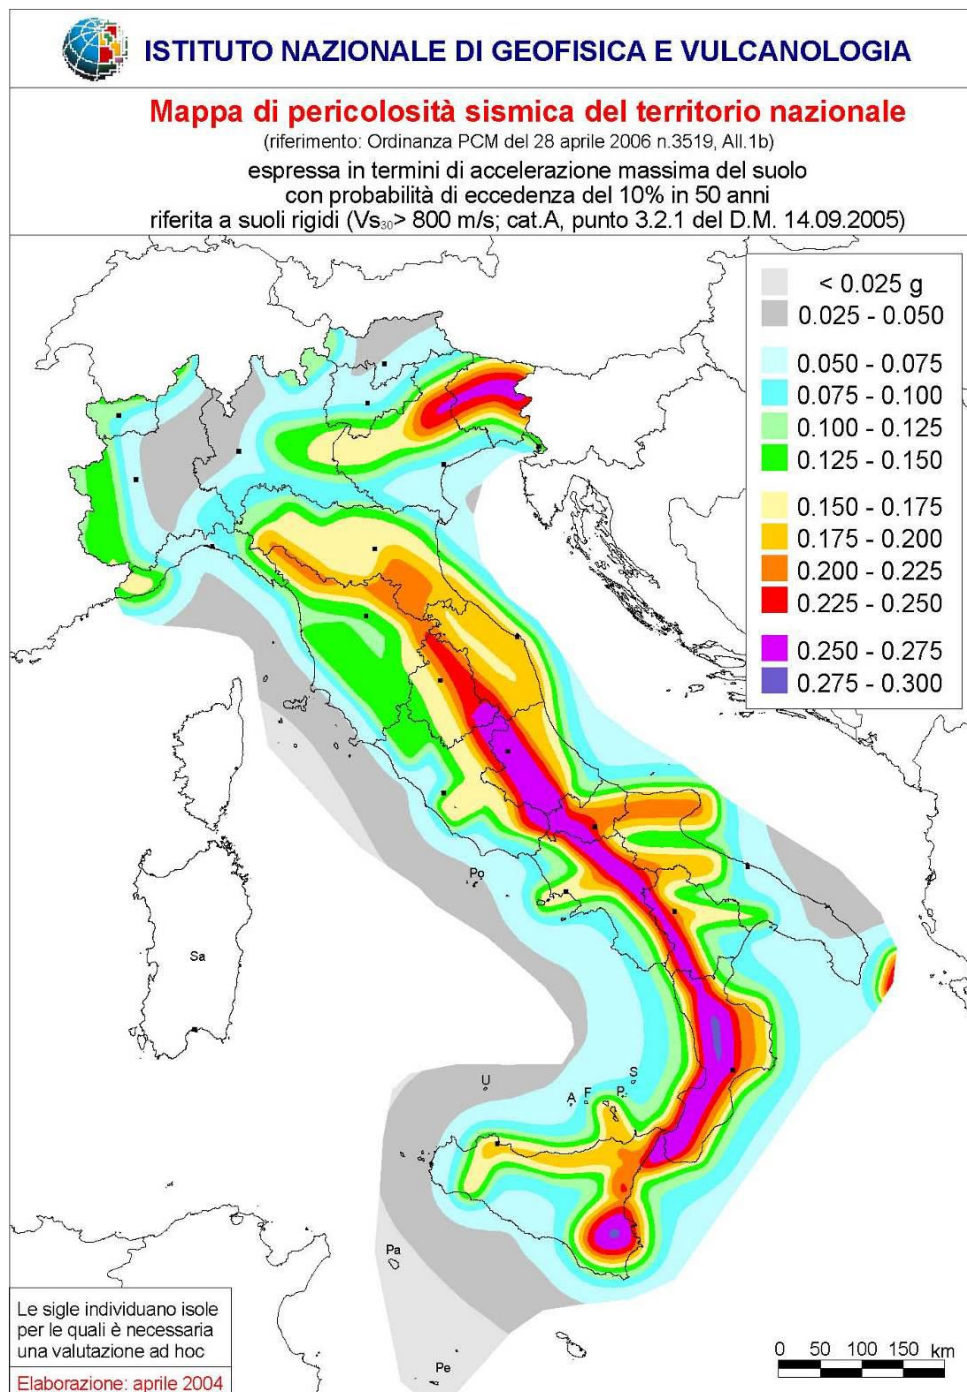 ISTITUTO NAZIONALE DI GEOFISICA E VULCANOLOGIA
Mappa di pericolosità sismica del territorio nazionale
(riferimento: Ordinanza PCM del 28 aprile 2006 n.3519, All.1b)
espressa in termini di accelerazione massima del suolo
con probabilità di eccedenza del 10% in 50 anni
riferita a suoli rigidi (Vs30> 800 m/s; cat.A, punto 3.2.1 del D.M. 14.09.2005)
< 0.025 g
0.025 - 0.050
0.050 - 0.075
0.075 - 0.100
0.100 - 0.125
0.125 - 0.150
0.150 - 0.175
0.175 - 0.200
0.200 - 0.225
0.225 - 0.250
0.250 - 0.275
0.275 - 0.300
Po
Sa
U
A
F
P
S
Pa
Pe
Le sigle individuano isole
per le quali è necessaria
una valutazione ad hoc
Elaborazione: aprile 2004
0 50 100 150 km